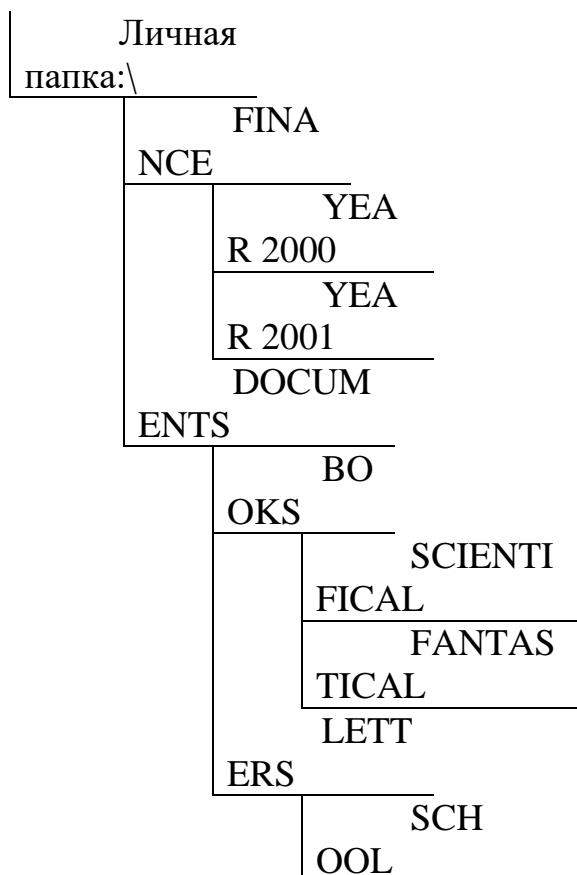 Личная
папка:\
FINA
NCE
YEA
R 2000
YEA
R 2001
DOCUM
ENTS
BO
OKS
SCIENTI
FICAL
FANTAS
TICAL
LETT
ERS
SCH
OOL